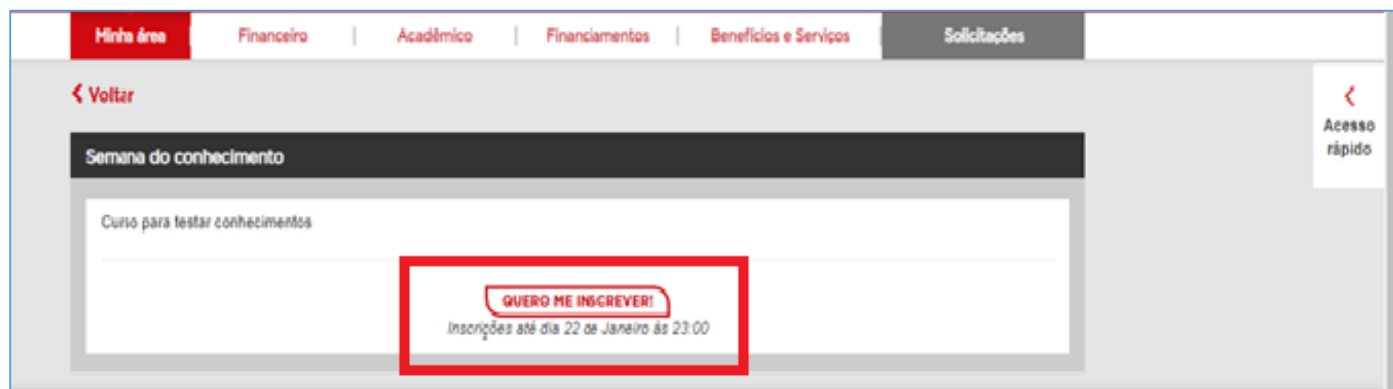 Minha área Financeiro | Acadêmico | Financiamentos | Benefícios e Serviços Solicitações
Voltar
Acesso
rápido
Semana do conhecimento
Curso para testar conhecimentos
QUERO ME INSCREVER!
Inscrições até dia 22 de Janeiro às 23:00